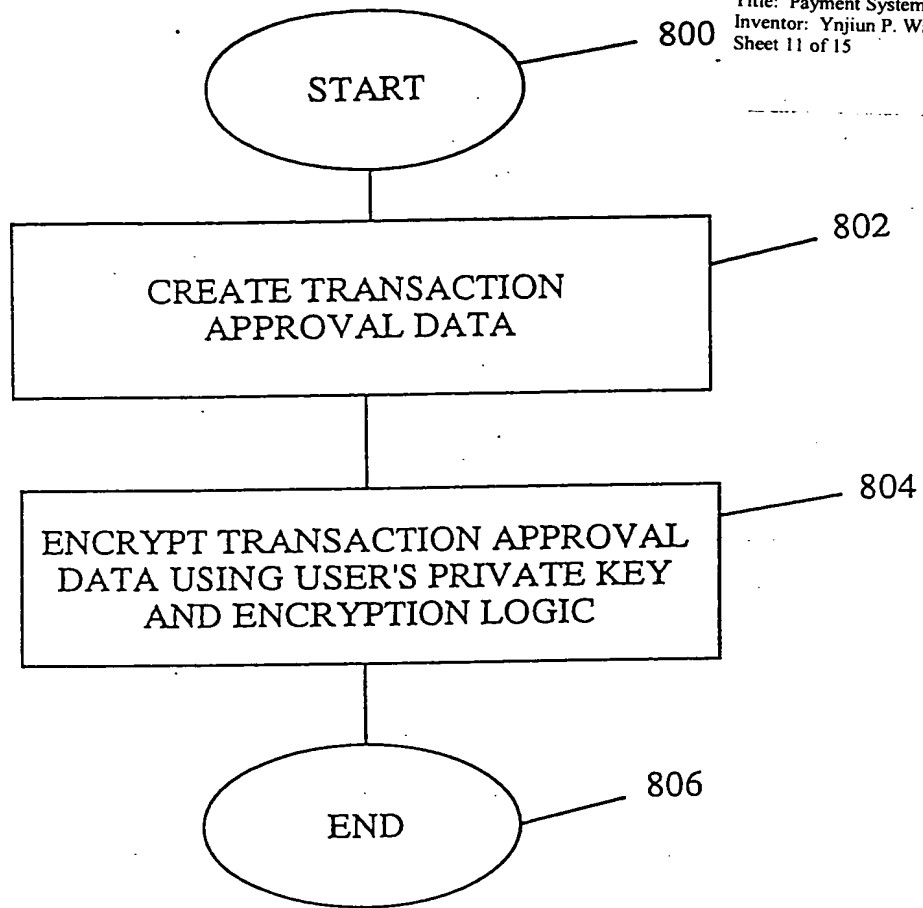 Title: Payment System
Inventor: Ynjiun P.
Sheet 11 of 15
800
START
802
CREATE TRANSACTION
APPROVAL DATA
804
ENCRYPT TRANSACTION APPROVAL
DATA USING USER'S PRIVATE KEY
AND ENCRYPTION LOGIC
806
END